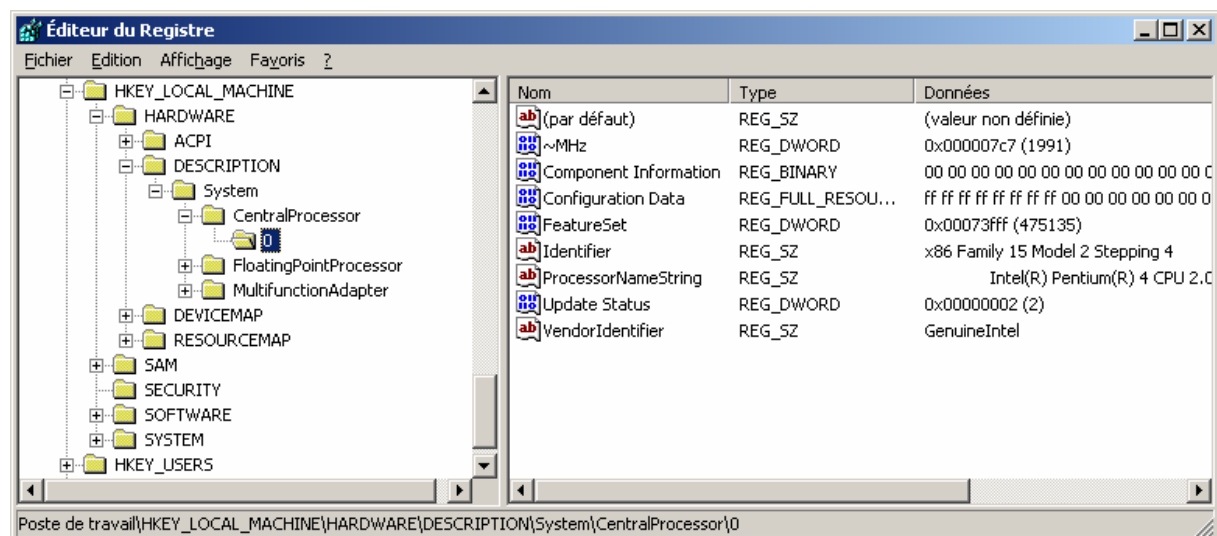 Éditeur du Registre
Fichier Edition Affichage Favoris ?
HKEY_LOCAL_MACHINE
HARDWARE
ACPI
DESCRIPTION
System
CentralProcessor
0
FloatingPointProcessor
MultifunctionAdapter
DEVICEMAP
RESOURCEMAP
SAM
SECURITY
SOFTWARE
SYSTEM
HKEY_USERS
Nom Type Données
(par défaut) REG_SZ (valeur non définie)
~MHz REG_DWORD 0x000007c7 (1991)
Component Information REG_BINARY 00 00 00 00 00 00 00 00 00 00 00 00 00
Configuration Data REG_FULL_RESOU... ff ff ff ff ff ff ff ff 00 00 00 00 00 00 0
FeatureSet REG_DWORD 0x00073fff (475135)
Identifier REG_SZ x86 Family 15 Model 2 Stepping 4
ProcessorNameString REG_SZ Intel(R) Pentium(R) 4 CPU 2.
Update Status REG_DWORD 0x00000002 (2)
VendorIdentifier REG_SZ GenuineIntel
Poste de travail\HKEY_LOCAL_MACHINE\HARDWARE\DESCRIPTION\System\CentralProcessor\0